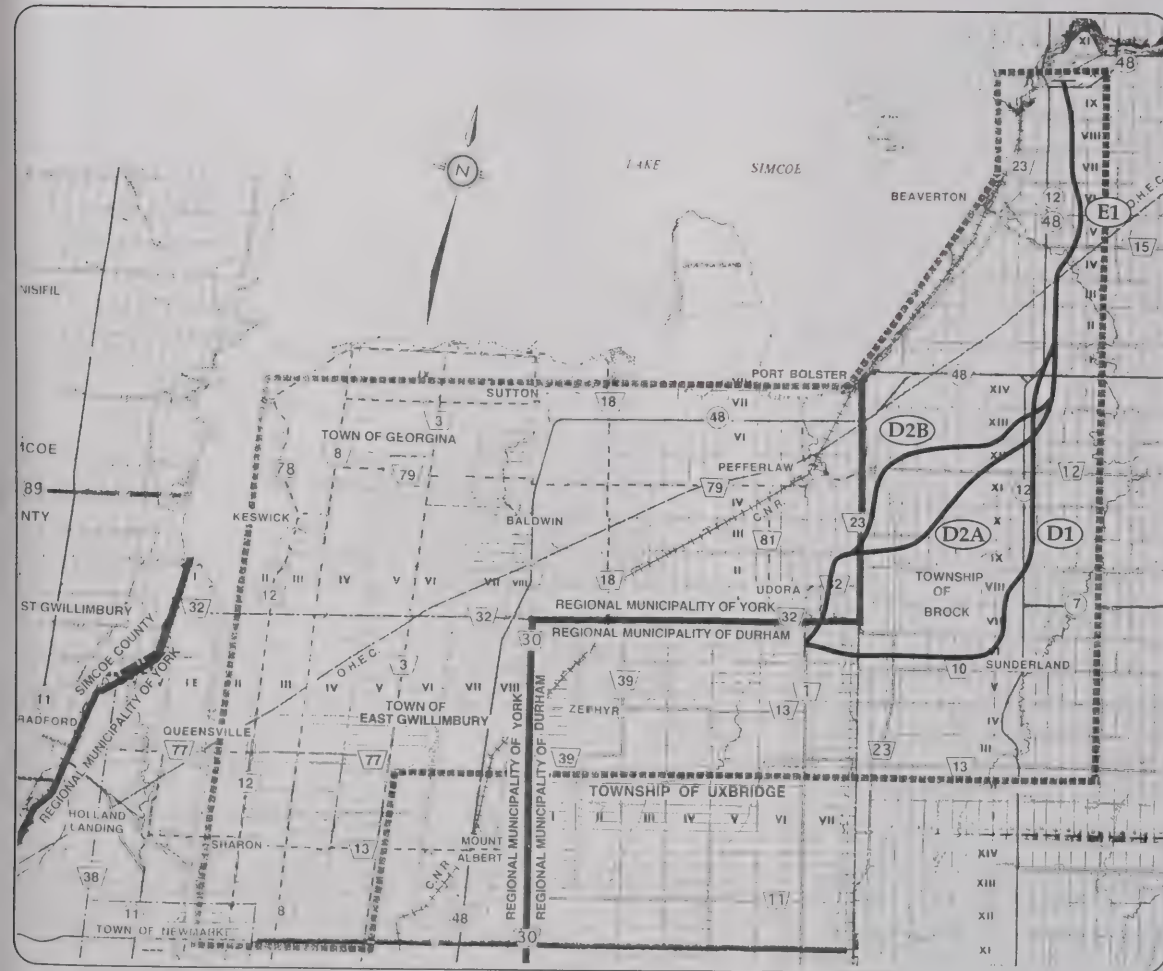 XI
48
IX
VIII
VII
LAKE SIMCOE
23
BEAVERTON
12
VI
O.H.E.C.
E1
48
V
15
IV
NISIFIL
III
II
I
PORT BOLSTER
48
IX
SUTTON
18
VII
XIV
3
48
D2B
XIII
TOWN OF GEORGINA
VI
8
PEFFERLAW
78
79
79
12
ICOE
IV
XI
12
89
C.N.R.
NTY
KESWICK
BALDWIN
III
23
X
D2A
D1
81
IX
II
III
IV
V
VI
VII
VIII
18
II
TOWNSHIP
OF
BROCK
VIII
12
UDORA
32
ST GWILLIMBURY
32
REGIONAL MUNICIPALITY OF YORK
7
32
32
VI
REGIONAL MUNICIPALITY OF DURHAM
SIMCOE COUNTY
REGIONAL MUNICIPALITY OF YORK
30
O.H.E.C.
3
10
SUNDERLAND
39
V
II
III
IV
V
VI
VII
VIII
1
11
TOWN OF
EAST GWILLIMBURY
ZEPHYR
13
IV
RADFORD
QUEENSVILLE
REGIONAL MUNICIPALITY OF YORK
REGIONAL MUNICIPALITY OF DURHAM
77
77
39
23
III
13
12
TOWNSHIP OF UXBRIDGE
HOLLAND
LANDING
I
II
III
IV
V
VI
VII
SHARON
13
MOUNT
ALBERT
XIV
38
C.N.R.
XIII
11
11
8
48
XII
TOWN OF NEWMARKET
30
XI